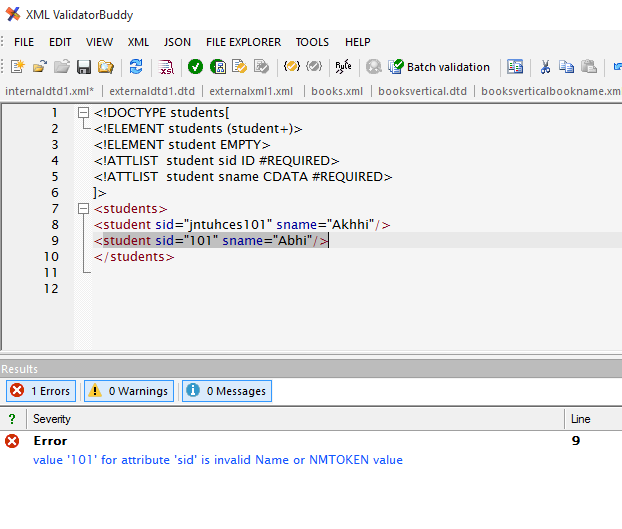 XML ValidatorBuddy
FILE EDIT VIEW XML JSON FILE EXPLORER TOOLS HELP
XSL Ryle Batch validation
internaldtd1.xml* | externaldtd1.dtd | externalxml1.xml | books.xml | booksvertical.dtd | booksverticalbookname.xm
1 <!DOCTYPE students[
2 <!ELEMENT students (student+)>
3 <!ELEMENT student EMPTY>
4 <!ATTLIST  student sid ID #REQUIRED>
5 <!ATTLIST  student sname CDATA #REQUIRED>
6 ]>
7 <students>
8 <student sid="jntuhces101" sname="Akhhi"/>
9 <student sid="101" sname="Abhi"/>
10 </students>
11
12
Results
1 Errors 0 Warnings 0 Messages
? Severity Line
Error 9
value '101' for attribute 'sid' is invalid Name or NMTOKEN value